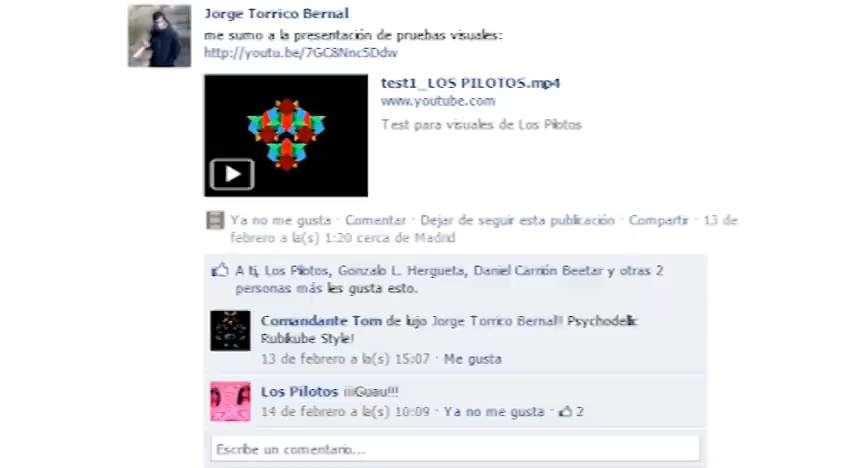 Jorge Torrico Bernal
me sumo a la presentación de pruebas visuales:
http://youtu.be/7GC8Nnc5Ddw
test1_LOS PILOTOS.mp4
www.youtube.com
Test para visuales de Los Pilotos
Ya no me gusta · Comentar · Dejar de seguir esta publicación · Compartir · 13 de
febrero a la(s) 1:20 cerca de Madrid
A ti, Los Pilotos, Gonzalo L. Hergueta, Daniel Carrión Beetar y otras 2
personas más les gusta esto.
Comandante Tom de lujo Jorge Torrico Bernal!! Psychodelic
Rubikube Style!
13 de febrero a la(s) 15:07 · Me gusta
Los Pilotos ¡¡¡Guau!!!
14 de febrero a la(s) 10:09 · Ya no me gusta · 2
Escribe un comentario...